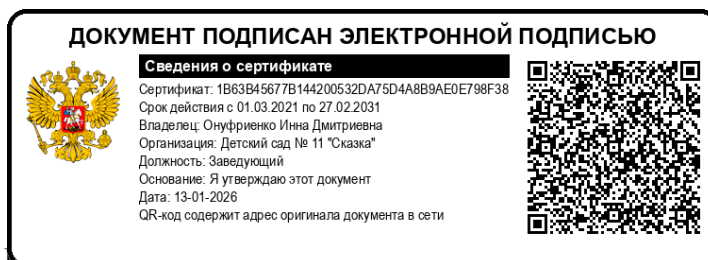 ДОКУМЕНТ ПОДПИСАН ЭЛЕКТРОННОЙ ПОДПИСЬЮ
Сведения о сертификате
Сертификат: 1B63B45677B144200532DA75D4A8B9AE0E798F38
Срок действия с 01.03.2021 по 27.02.2031
Владелец: Онуфриенко Инна Дмитриевна
Организация: Детский сад № 11 "Сказка"
Должность: Заведующий
Основание: Я утверждаю этот документ
Дата: 13-01-2026
QR-код содержит адрес оригинала документа в сети